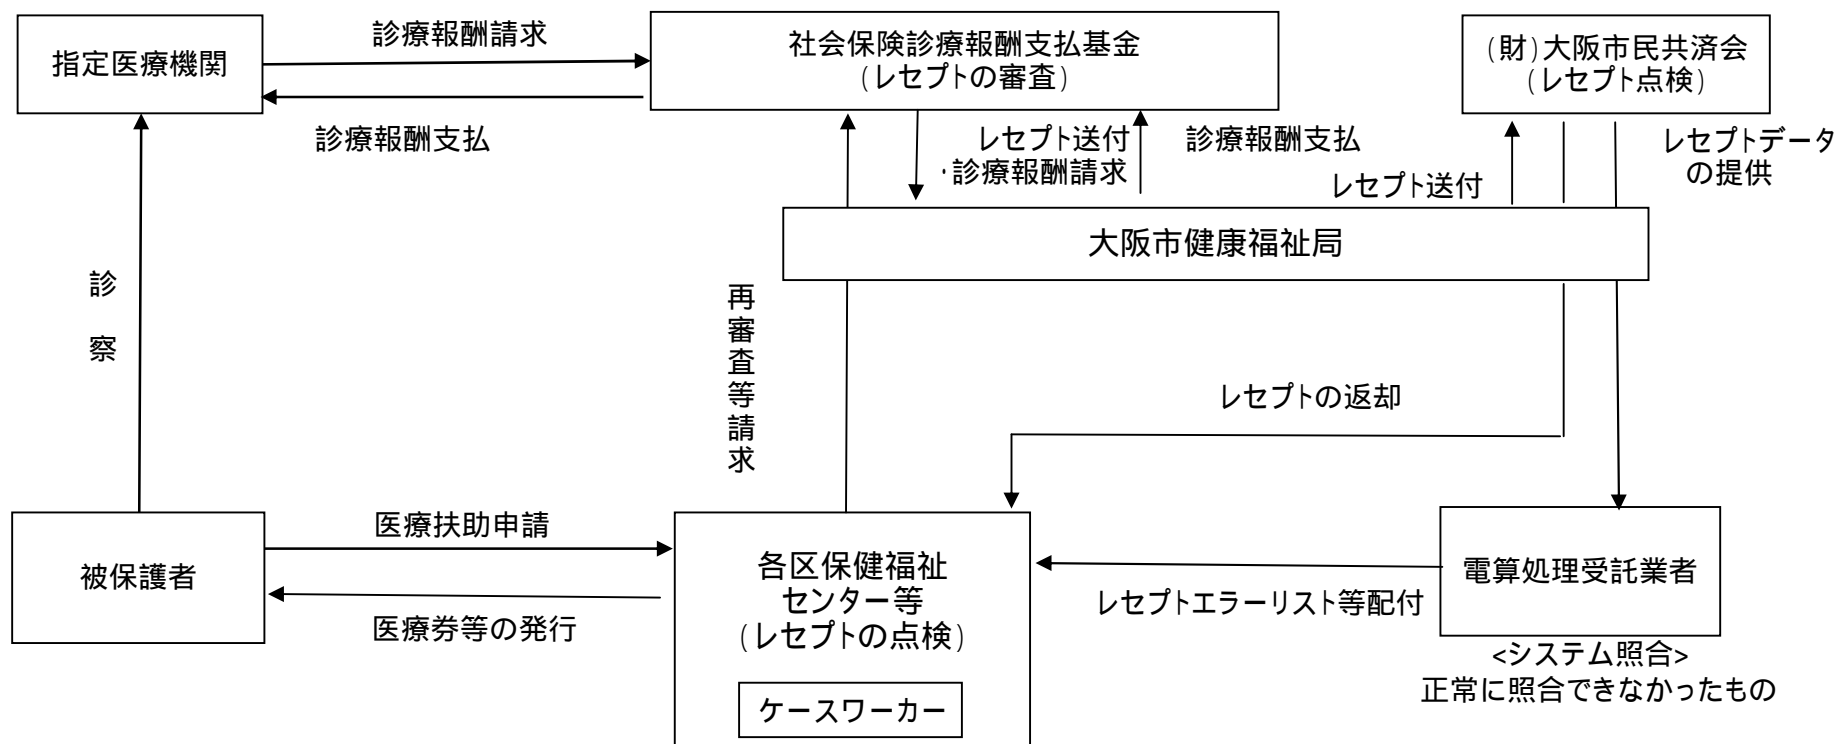 指定医療機関
診療報酬請求
社会保険診療報酬支払基金
(レセプトの審査)
(財)大阪市民共済会
(レセプト点検)
診療報酬支払
レセプト送付
・診療報酬請求
診療報酬支払
レセプト送付
レセプトデータ
の提供
大阪市健康福祉局
診察
再審査等請求
レセプトの返却
被保護者
医療扶助申請
医療券等の発行
各区保健福祉
センター等
(レセプトの点検)
ケースワーカー
レセプトエラーリスト等配付
電算処理受託業者
<システム照合>
正常に照合できなかったもの